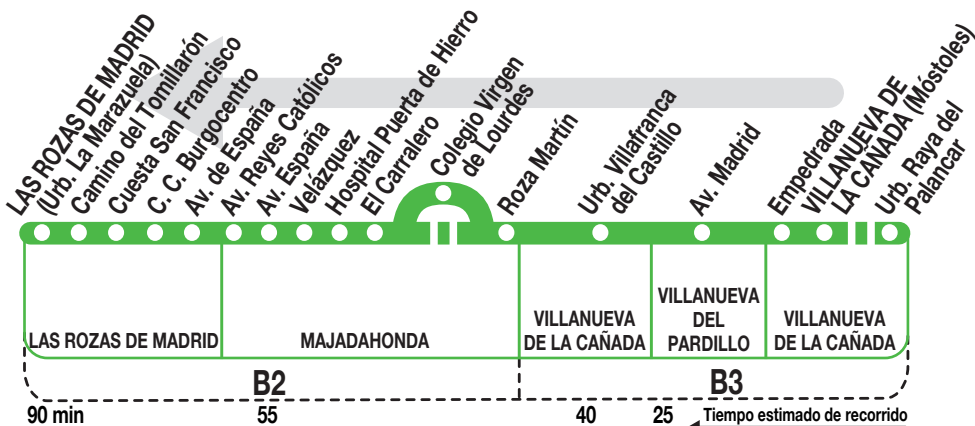 LAS ROZAS DE MADRID
(Urb. La Marazuela)
Camino del Tomillarón
Cuesta San Francisco
C. C. Burgocentro
Av. de España
Av. Reyes Católicos
Av. España
Velázquez
Hospital Puerta de Hierro
El Carralero
Colegio Virgen
de Lourdes
Roza Martín
Urb. Villafranca
del Castillo
Av. Madrid
Empedrada
VILLANUEVA DE
LA CAÑADA (Móstoles)
Urb. Raya del
Palancar
LAS ROZAS DE MADRID
MAJADAHONDA
VILLANUEVA
DE LA CAÑADA
VILLANUEVA
DEL
PARDILLO
VILLANUEVA
DE LA CAÑADA
B2
B3
90 min
55
40
25
Tiempo estimado de recorrido